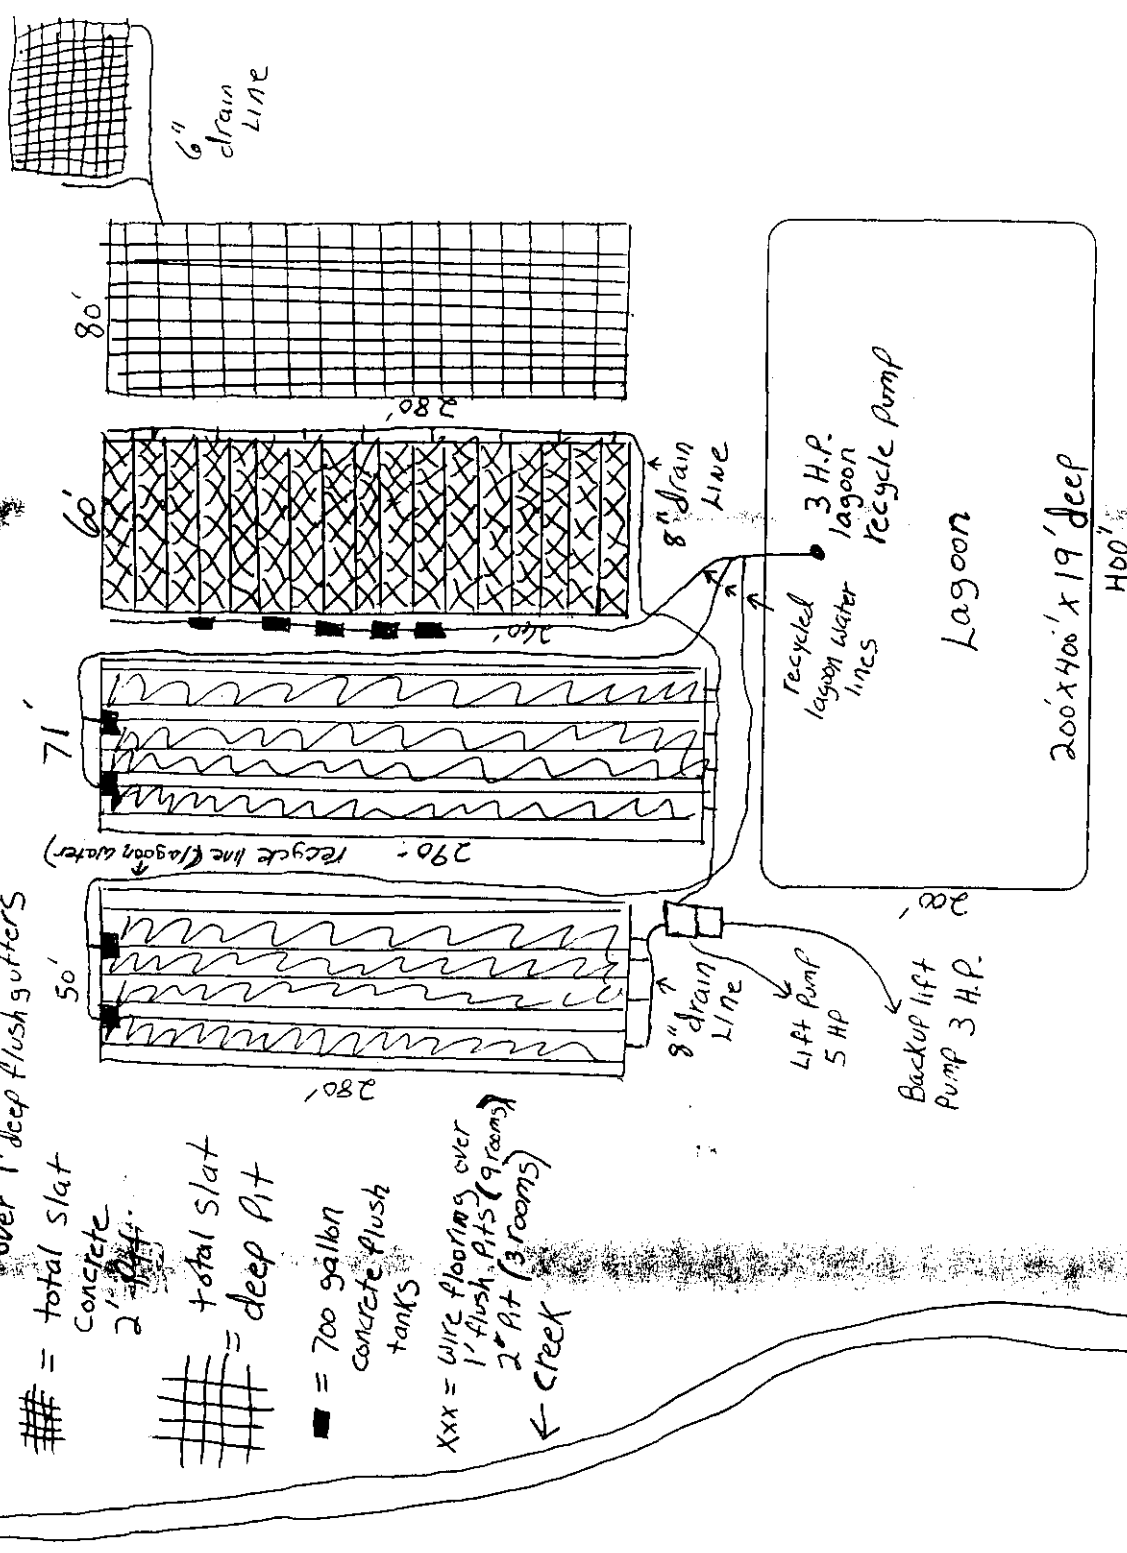 over 1' deep flush gutters
= total slat
concrete
2'
= total slat
deep Pit
= 700 gallon
concrete flush
tanks
XXX = Wire flooring over
1' flush Pits (9 rooms)
2' Pit (3 rooms)
← Creek
50'
280'
71'
290'
recycle line (lagoon water)
60'
240'
80'
280'
6" drain
Line
8" drain
Line
Lift Pump
5 HP
Backup lift
Pump 3 H.P.
8" drain
Line
recycled
lagoon water
lines
3 H.P.
lagoon
recycle Pump
Lagoon
200' x 400' x 19' deep
400'
200'